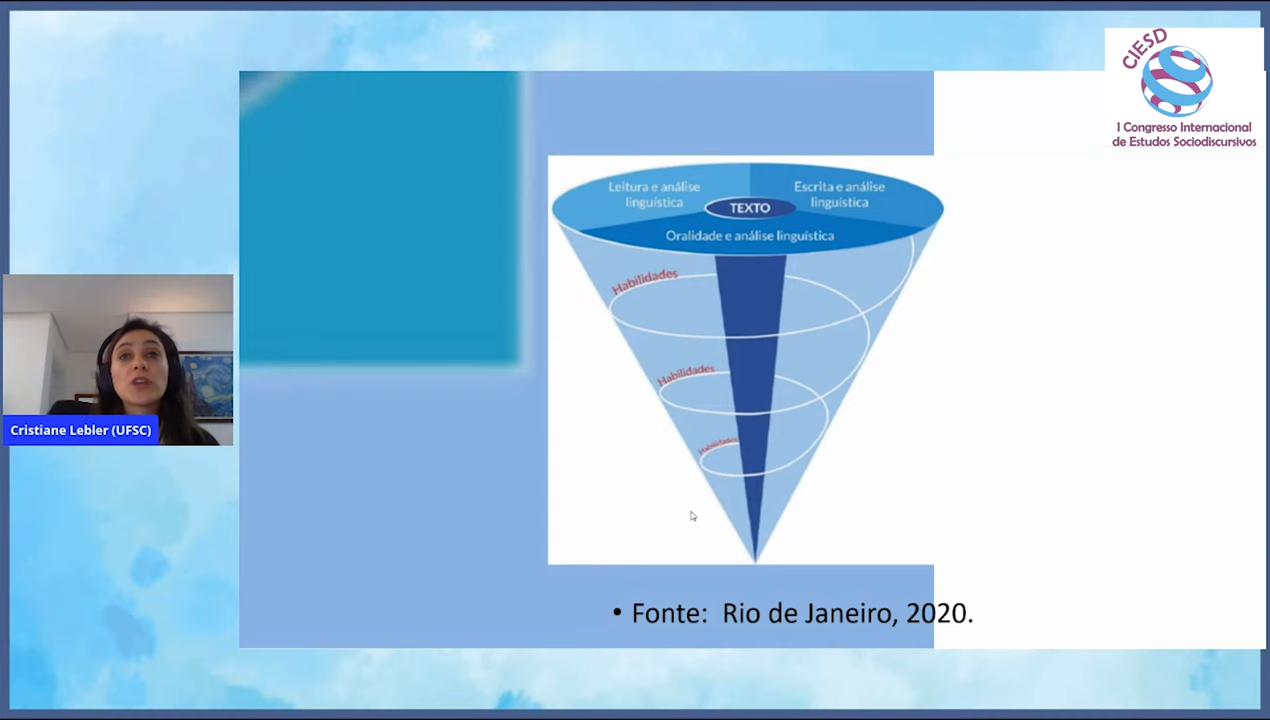 CIESD
I Congresso Internacional
de Estudos Sociodiscursivos
Leitura e análise
linguística
Escrita e análise
linguística
TEXTO
Oralidade e análise linguística
Habilidades
Habilidades
Habilidades
Cristiane Lebler (UFSC)
• Fonte: Rio de Janeiro, 2020.